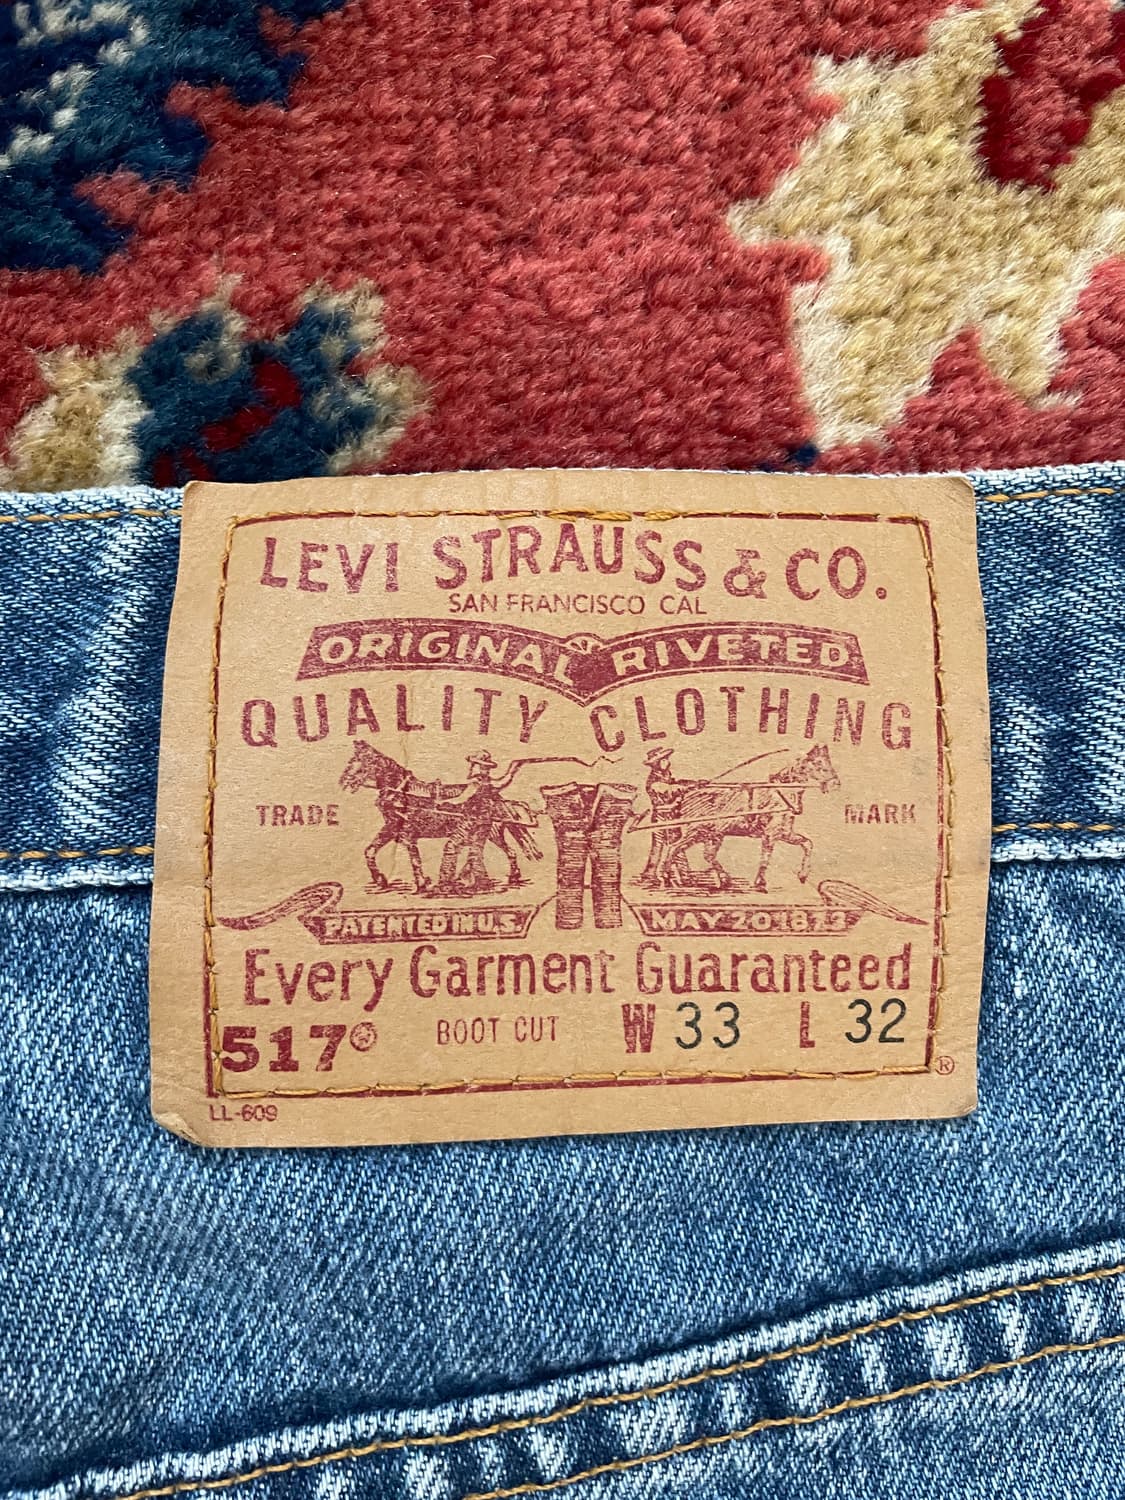 LEVI STRAUSS & CO.
SAN FRANCISCO CAL
ORIGINAL RIVETED
QUALITY CLOTHING
TRADE MARK
PATENTED IN U.S. MAY 20 1873
Every Garment Guaranteed
517® BOOT CUT W 33 L 32
®
LL-609